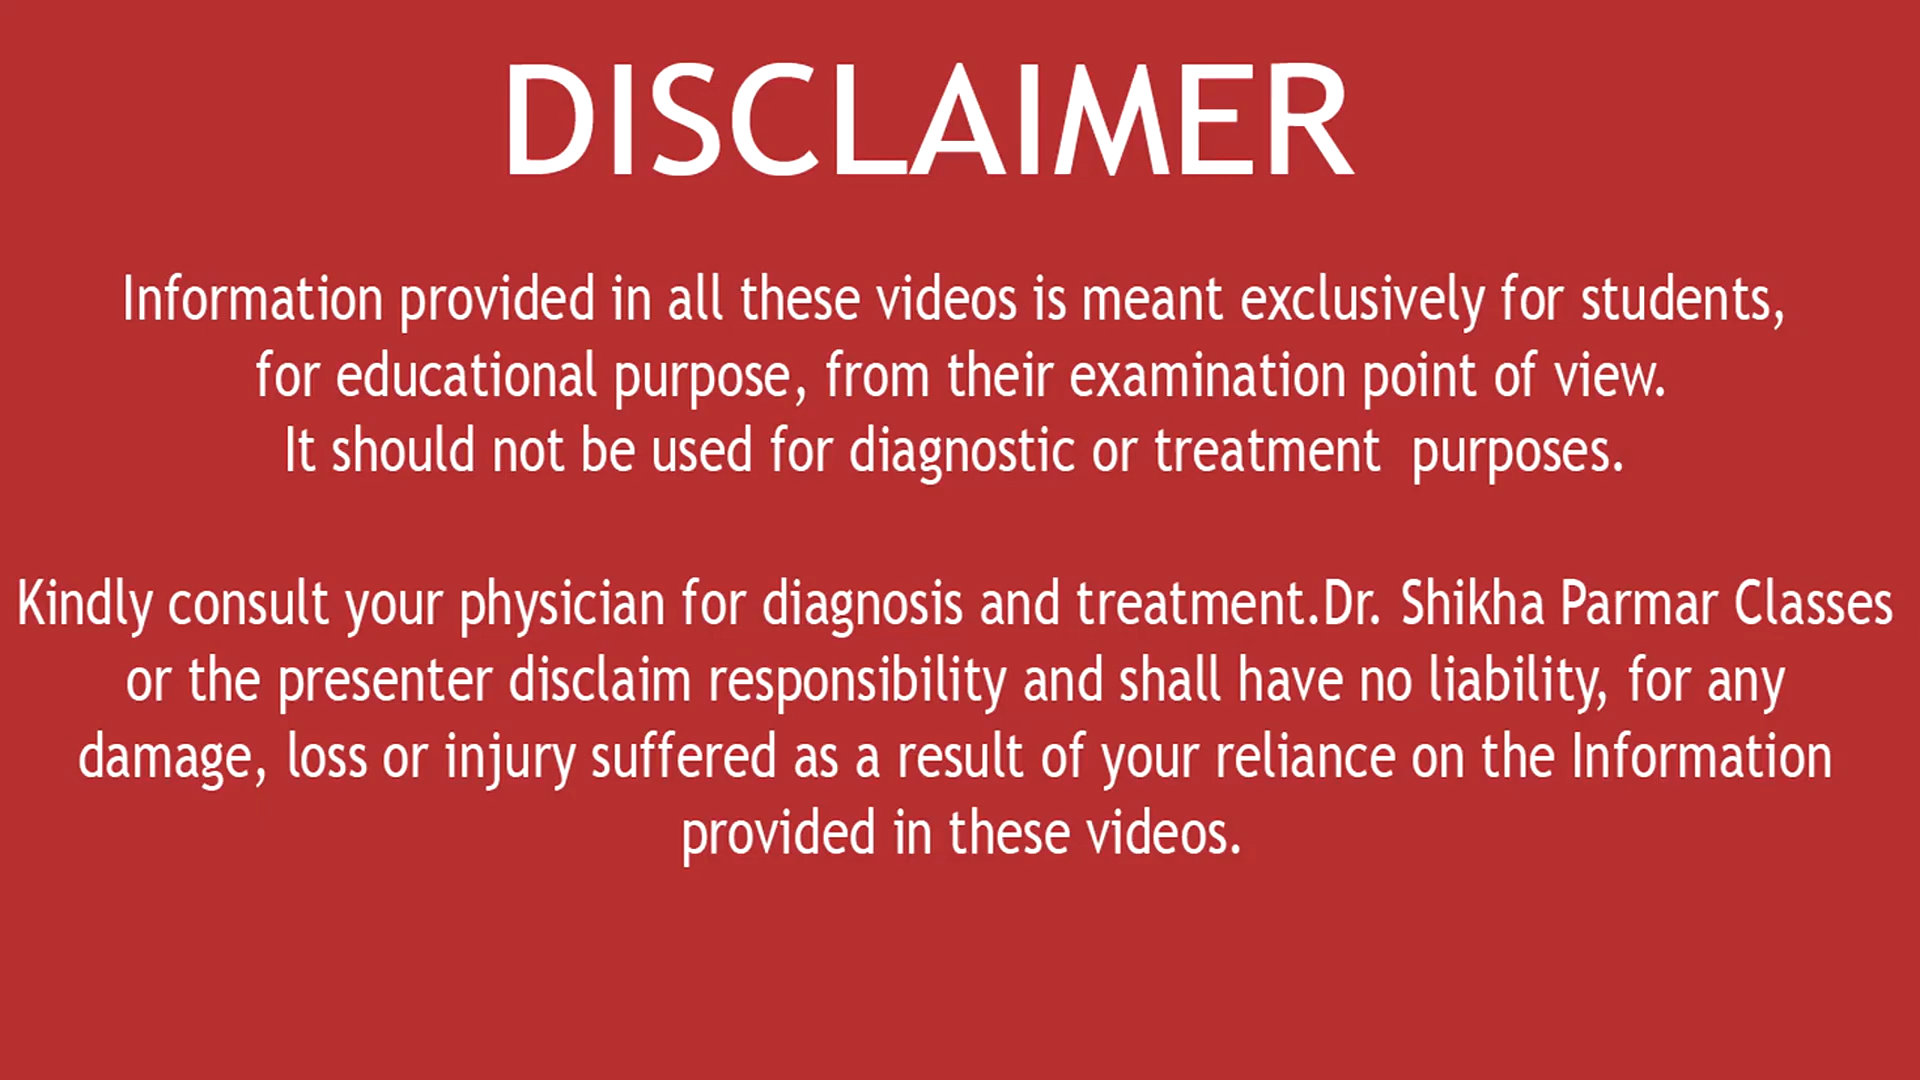 DISCLAIMER
Information provided in all these videos is meant exclusively for students,
for educational purpose, from their examination point of view.
It should not be used for diagnostic or treatment  purposes.
Kindly consult your physician for diagnosis and treatment.Dr. Shikha Parmar Classes
or the presenter disclaim responsibility and shall have no liability, for any
damage, loss or injury suffered as a result of your reliance on the Information
provided in these videos.